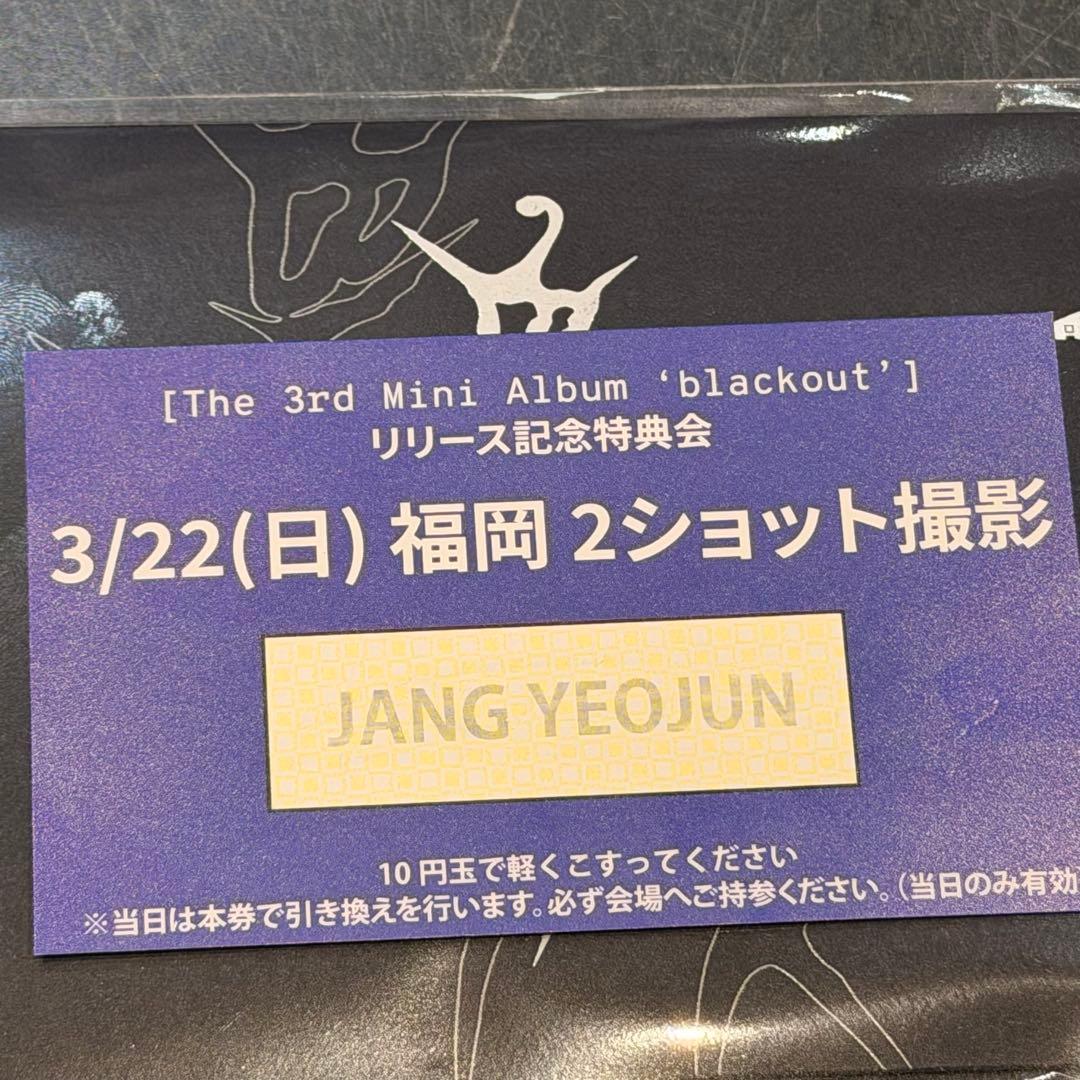 [The 3rd Mini Album ‘blackout’]
リリース記念特典会
3/22(日) 福岡 2ショット撮影
JANG YEOJUN
10円玉で軽くこすってください
※当日は本券で引き換えを行います。必ず会場へご持参ください。(当日のみ有効